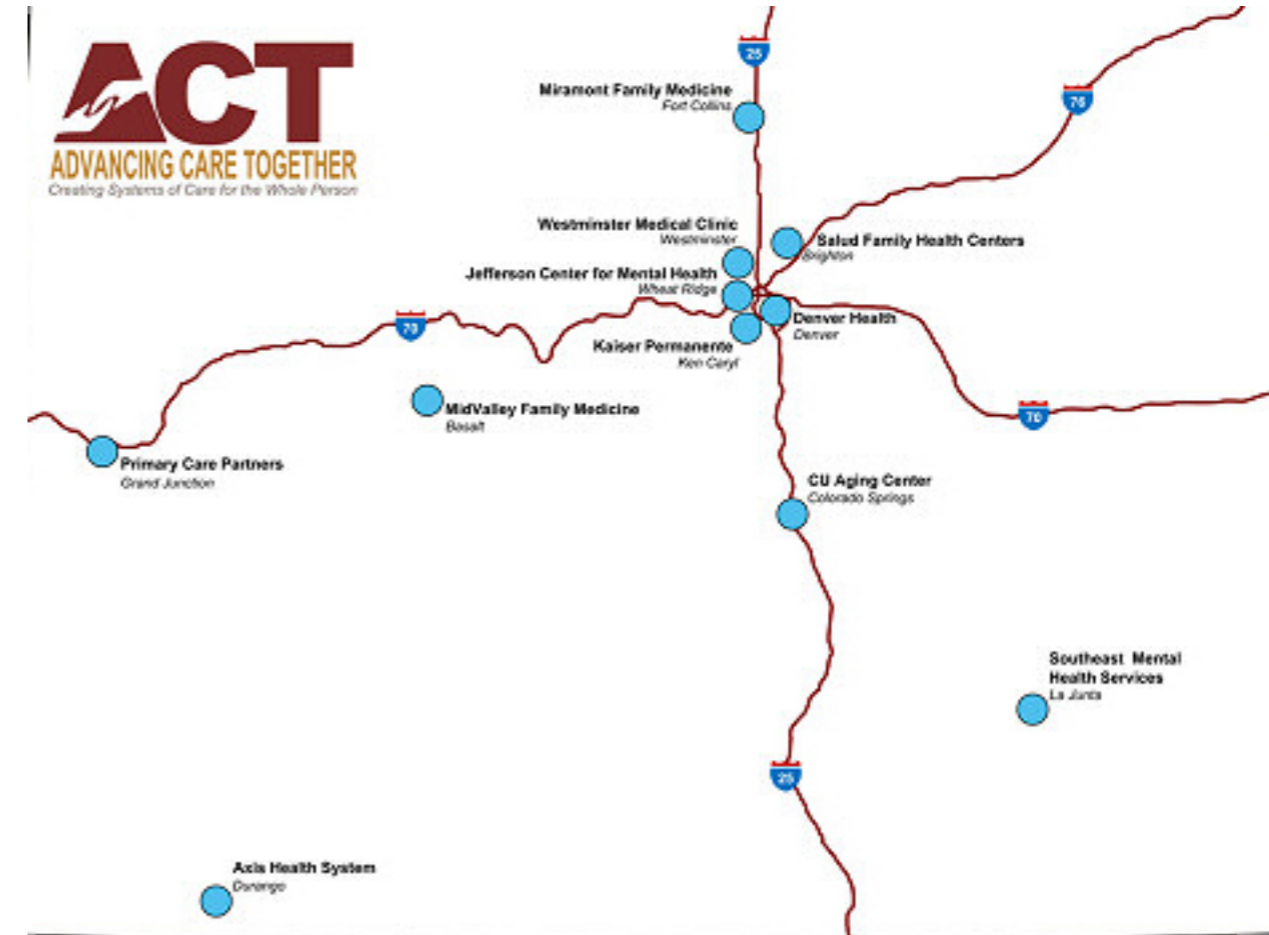 ACT
ADVANCING CARE TOGETHER
Creating Systems of Care for the Whole Person
25
Miramont Family Medicine
Fort Collins
76
Westminster Medical Clinic
Westminster
Salud Family Health Centers
Brighton
Jefferson Center for Mental Health
Wheat Ridge
70
Denver Health
Denver
Kaiser Permanente
Ken Caryl
MidValley Family Medicine
Basalt
70
Primary Care Partners
Grand Junction
CU Aging Center
Colorado Springs
Southeast Mental
Health Services
La Junta
25
Axis Health System
Durango